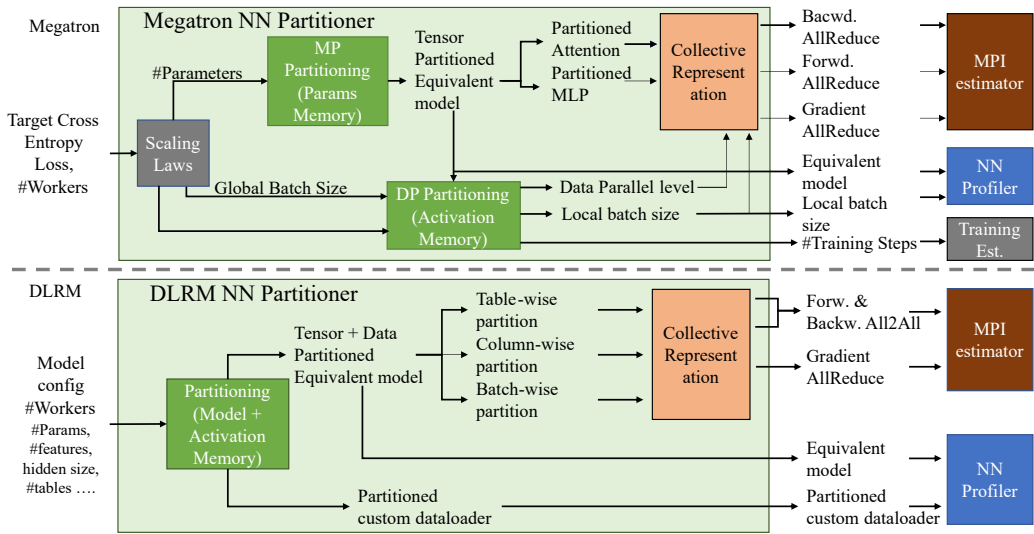 Megatron
Megatron NN Partitioner
Target Cross
Entropy
Loss,
#Workers
Scaling
Laws
#Parameters
Global Batch Size
MP
Partitioning
(Params
Memory)
Tensor
Partitioned
Equivalent
model
Partitioned
Attention
Partitioned
MLP
DP Partitioning
(Activation
Memory)
Data Parallel level
Local batch size
Collective
Represent
ation
Bacwd.
AllReduce
Forwd.
AllReduce
Gradient
AllReduce
Equivalent
model
Local batch
size
#Training Steps
MPI
estimator
NN
Profiler
Training
Est.
DLRM
DLRM NN Partitioner
Model
config
#Workers
#Params,
#features,
hidden size,
#tables ….
Partitioning
(Model +
Activation
Memory)
Tensor + Data
Partitioned
Equivalent model
Table-wise
partition
Column-wise
partition
Batch-wise
partition
Partitioned
custom dataloader
Collective
Represent
ation
Forw. &
Backw. All2All
Gradient
AllReduce
Equivalent
model
Partitioned
custom dataloader
MPI
estimator
NN
Profiler